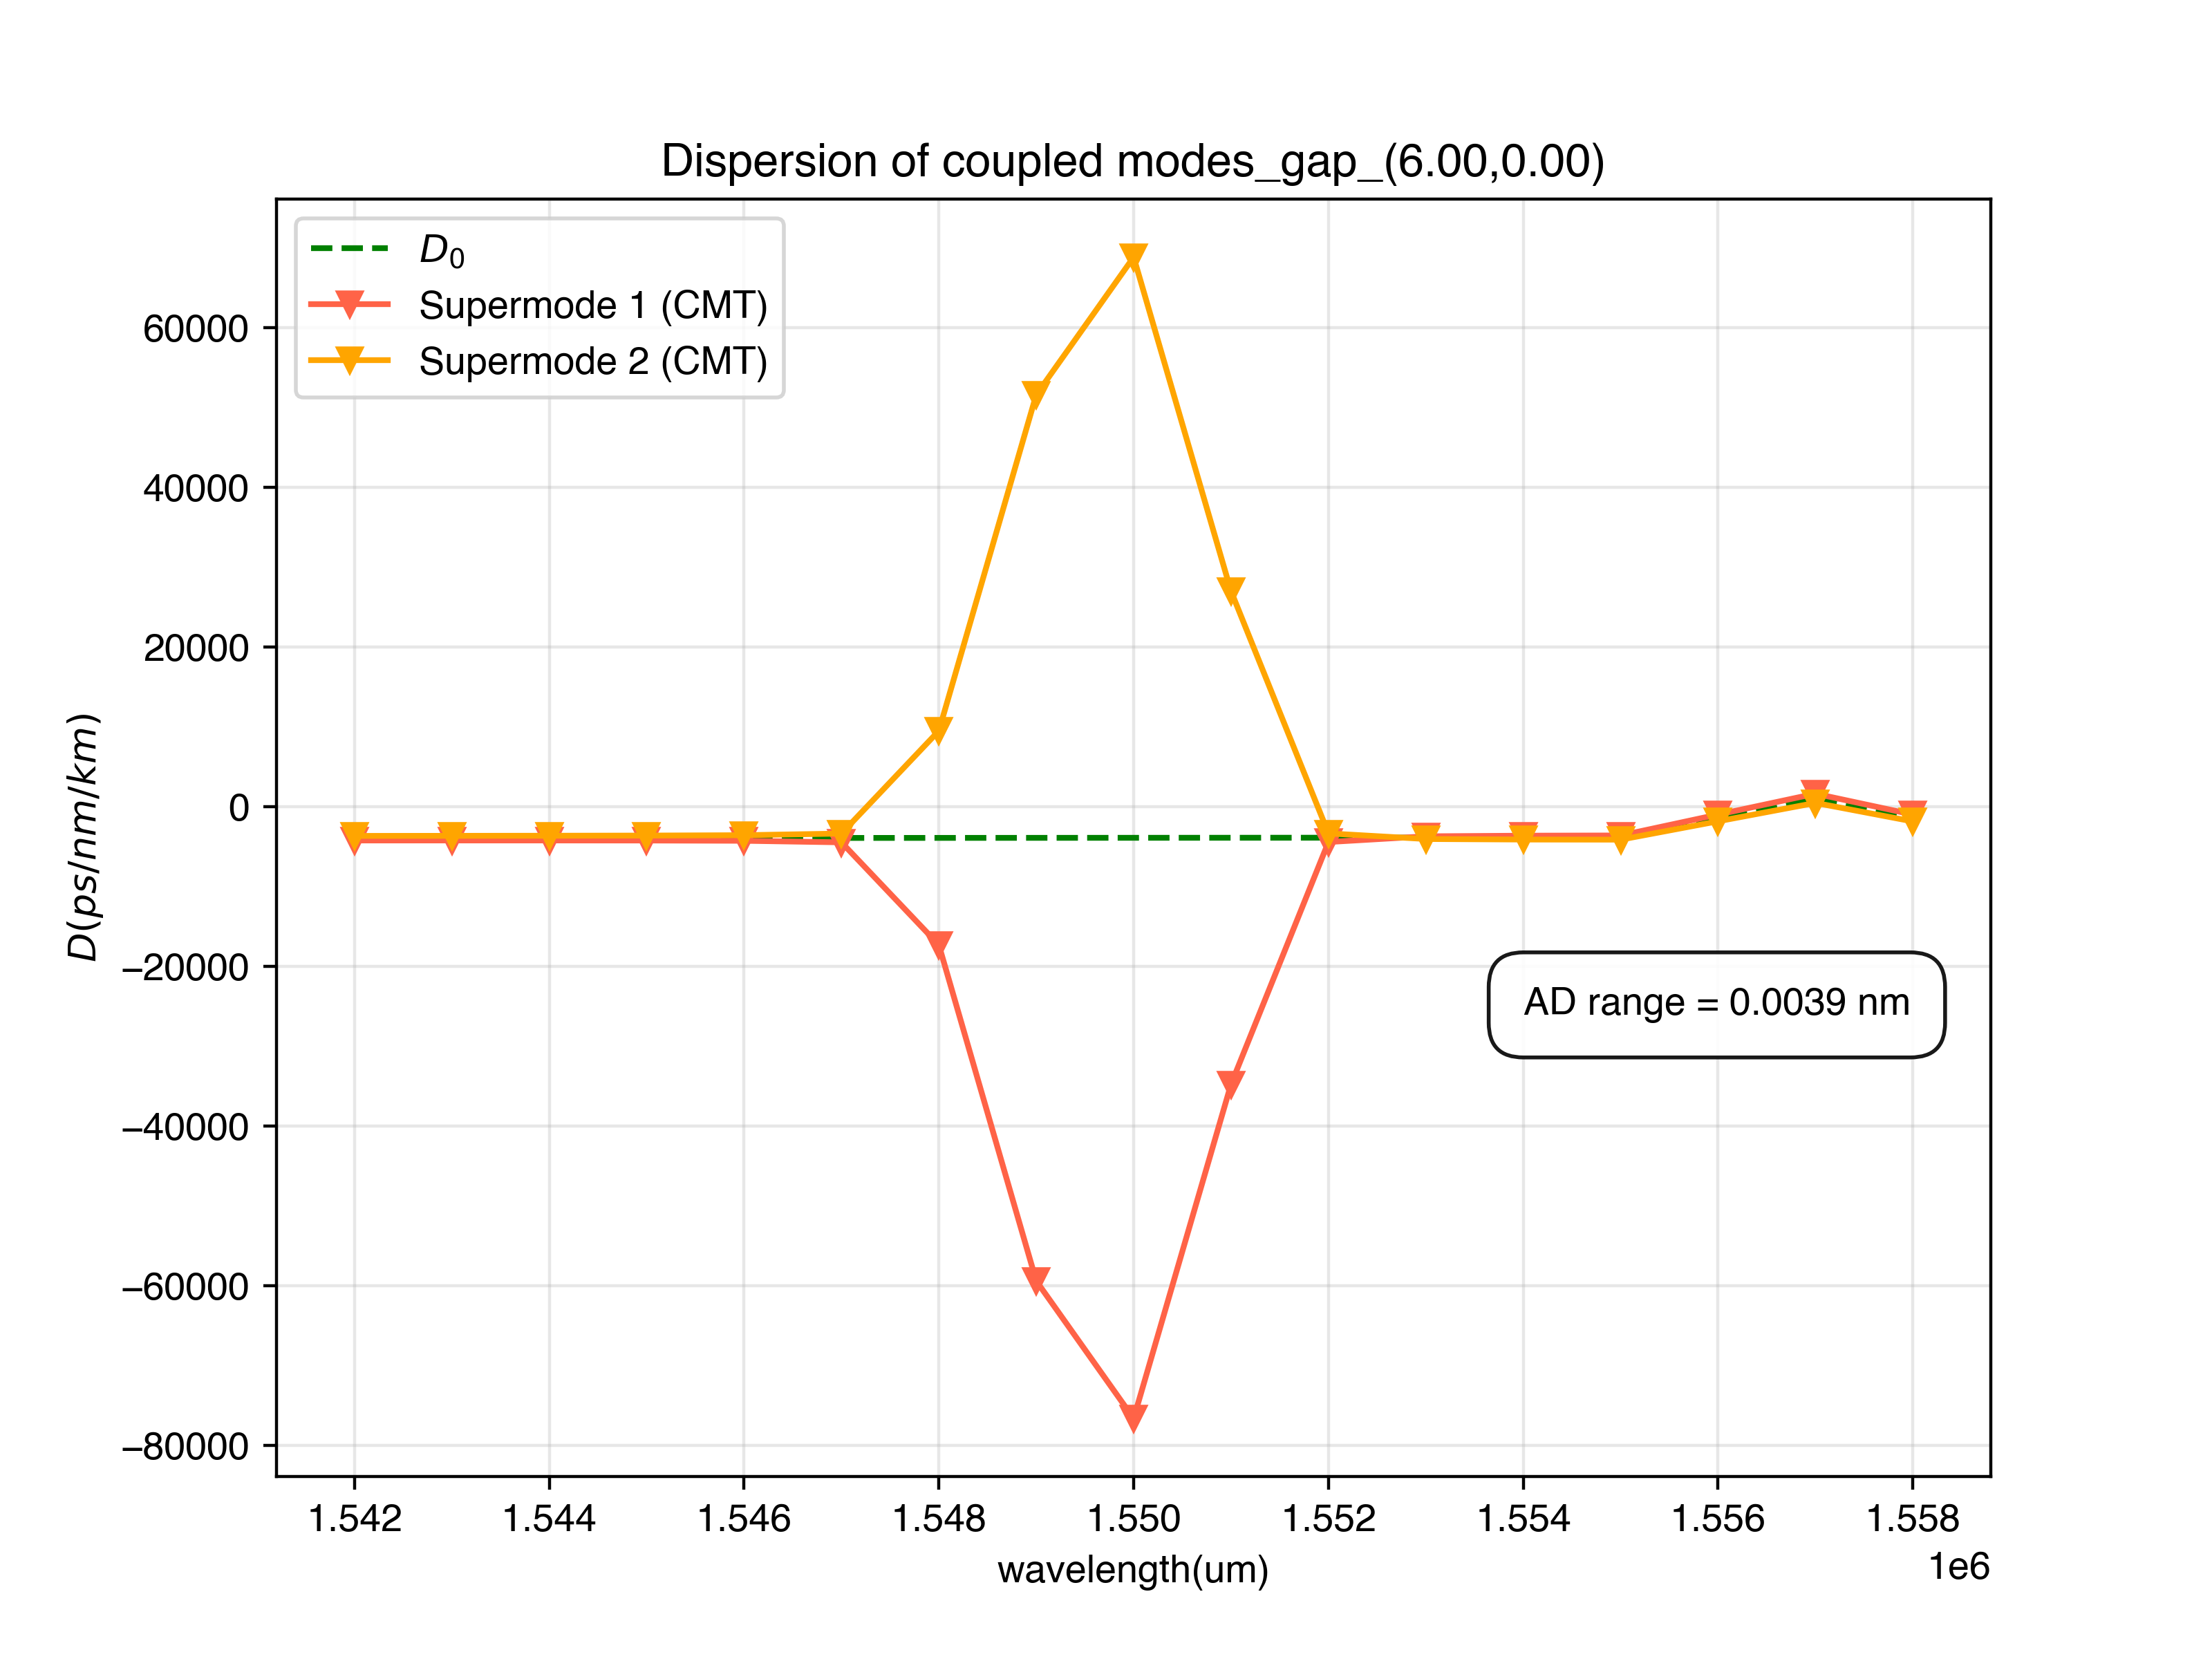 Dispersion of coupled modes_gap_(6.00,0.00)
D0
Supermode 1 (CMT)
Supermode 2 (CMT)
60000
40000
20000
0
−20000
−40000
−60000
−80000
D(ps/nm/km)
AD range = 0.0039 nm
1.542 1.544 1.546 1.548 1.550 1.552 1.554 1.556 1.558
wavelength(um)
1e6